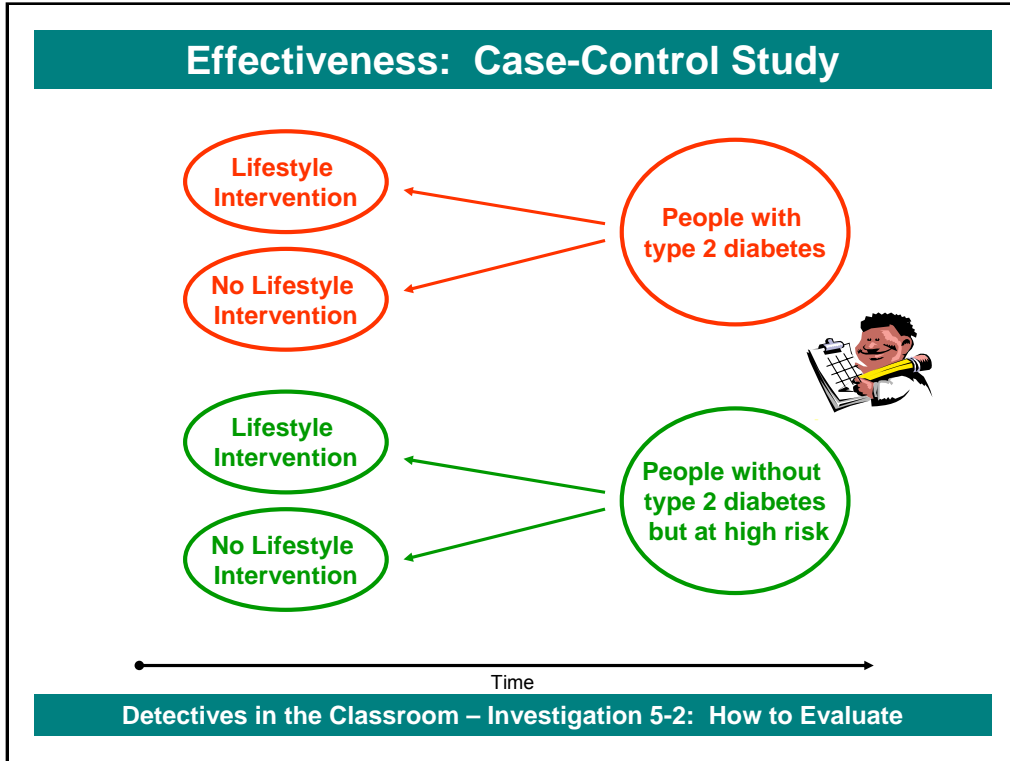 Effectiveness: Case-Control Study
Lifestyle
Intervention
No Lifestyle
Intervention
People with
type 2 diabetes
Lifestyle
Intervention
No Lifestyle
Intervention
People without
type 2 diabetes
but at high risk
Time
Detectives in the Classroom – Investigation 5-2: How to Evaluate